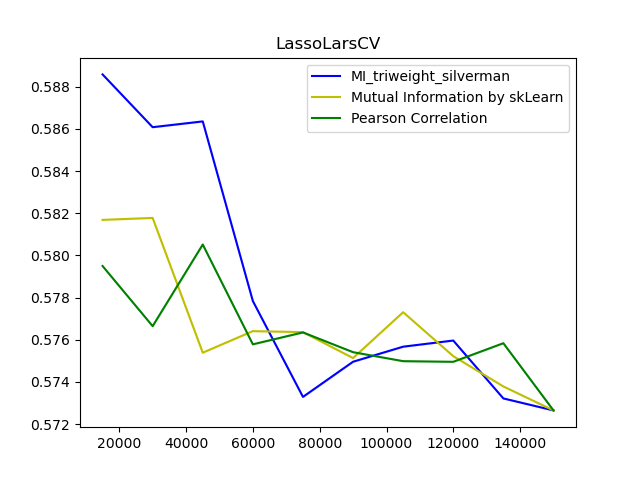 LassoLarsCV
MI_triweight_silverman
Mutual Information by skLearn
Pearson Correlation
0.588
0.586
0.584
0.582
0.580
0.578
0.576
0.574
0.572
20000 40000 60000 80000 100000 120000 140000